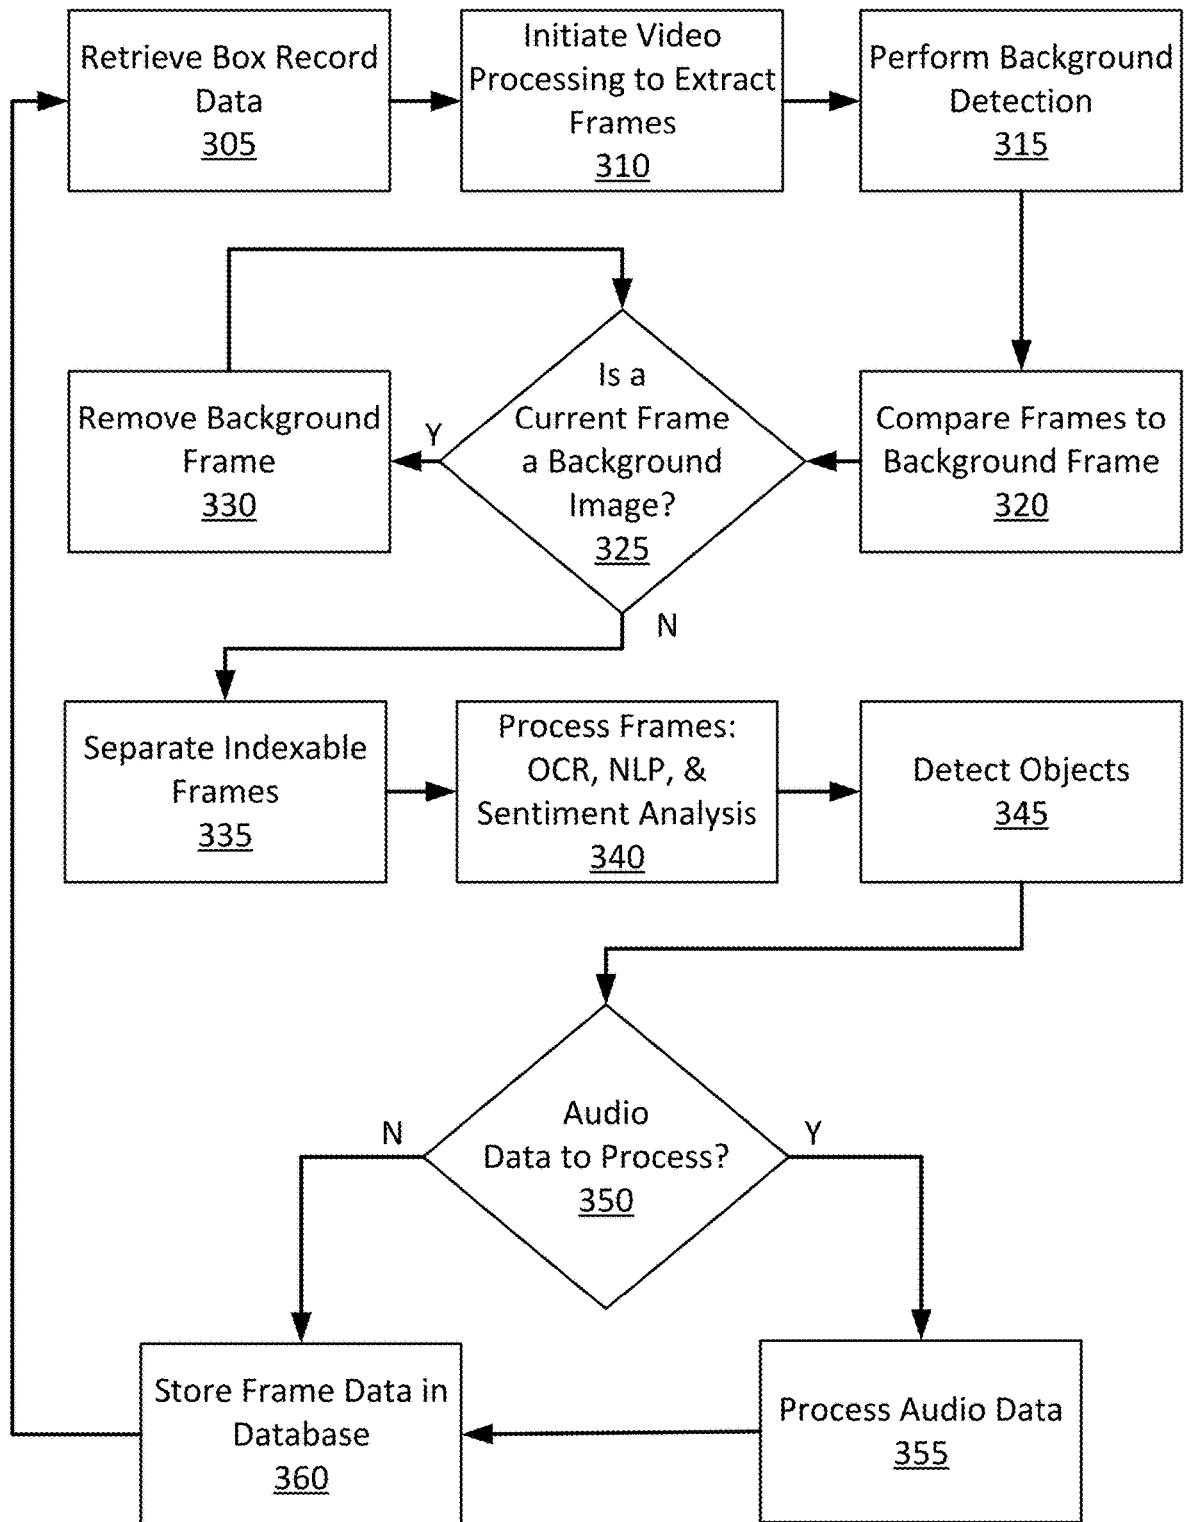 Retrieve Box Record
Data
305
Initiate Video
Processing to Extract
Frames
310
Perform Background
Detection
315
Remove Background
Frame
330
Y
Is a
Current Frame
a Background
Image?
325
N
Compare Frames to
Background Frame
320
Separate Indexable
Frames
335
Process Frames:
OCR, NLP, &
Sentiment Analysis
340
Detect Objects
345
N
Audio
Data to Process?
350
Y
Store Frame Data in
Database
360
Process Audio Data
355